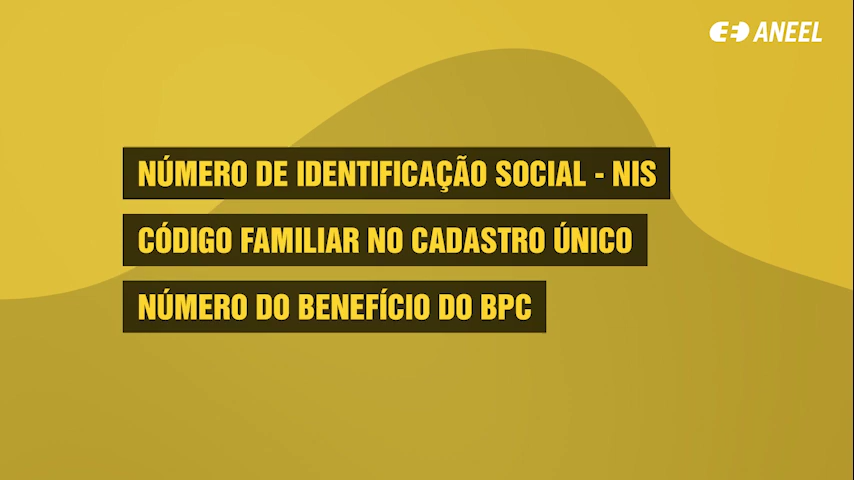 ANEEL
NÚMERO DE IDENTIFICAÇÃO SOCIAL - NIS
CÓDIGO FAMILIAR NO CADASTRO ÚNICO
NÚMERO DO BENEFÍCIO DO BPC